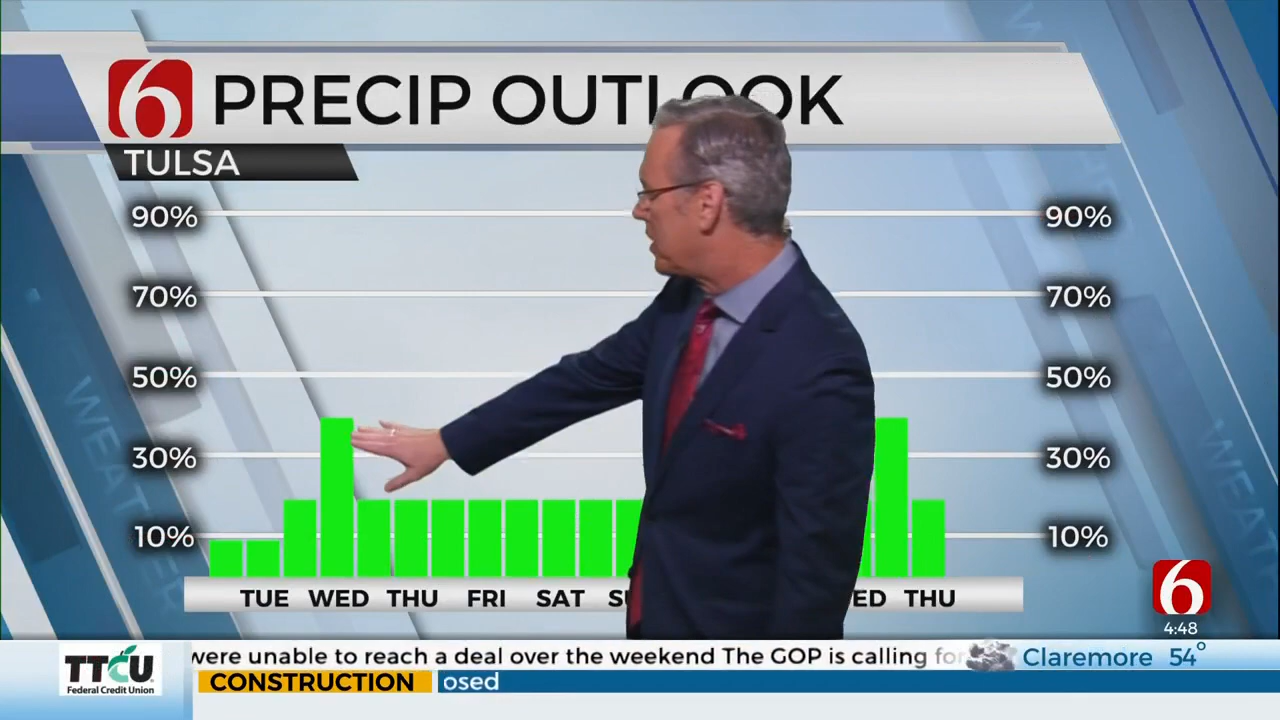 6 PRECIP OUTLOOK
TULSA
90% 90%
70% 70%
50% 50%
30% 30%
10% 10%
TUE WED THU FRI SAT ED THU
6
4:48
were unable to reach a deal over the weekend The GOP is calling for
Claremore 54°
TTCU
Federal Credit Union
CONSTRUCTION
osed